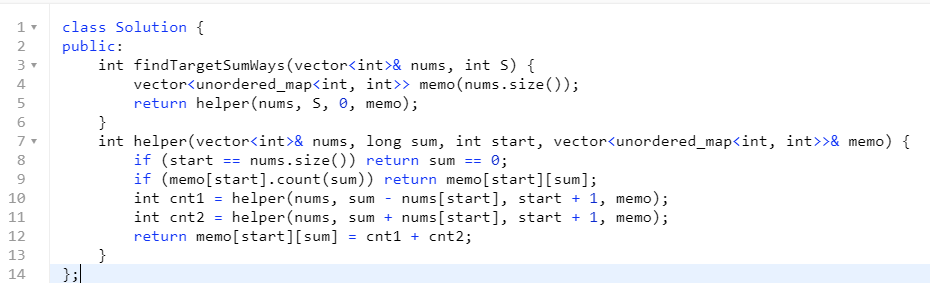 1 class Solution {
2 public:
3     int findTargetSumWays(vector<int>& nums, int S) {
4         vector<unordered_map<int, int>> memo(nums.size());
5         return helper(nums, S, 0, memo);
6     }
7     int helper(vector<int>& nums, long sum, int start, vector<unordered_map<int, int>>& memo) {
8         if (start == nums.size()) return sum == 0;
9         if (memo[start].count(sum)) return memo[start][sum];
10         int cnt1 = helper(nums, sum - nums[start], start + 1, memo);
11         int cnt2 = helper(nums, sum + nums[start], start + 1, memo);
12         return memo[start][sum] = cnt1 + cnt2;
13     }
14 };